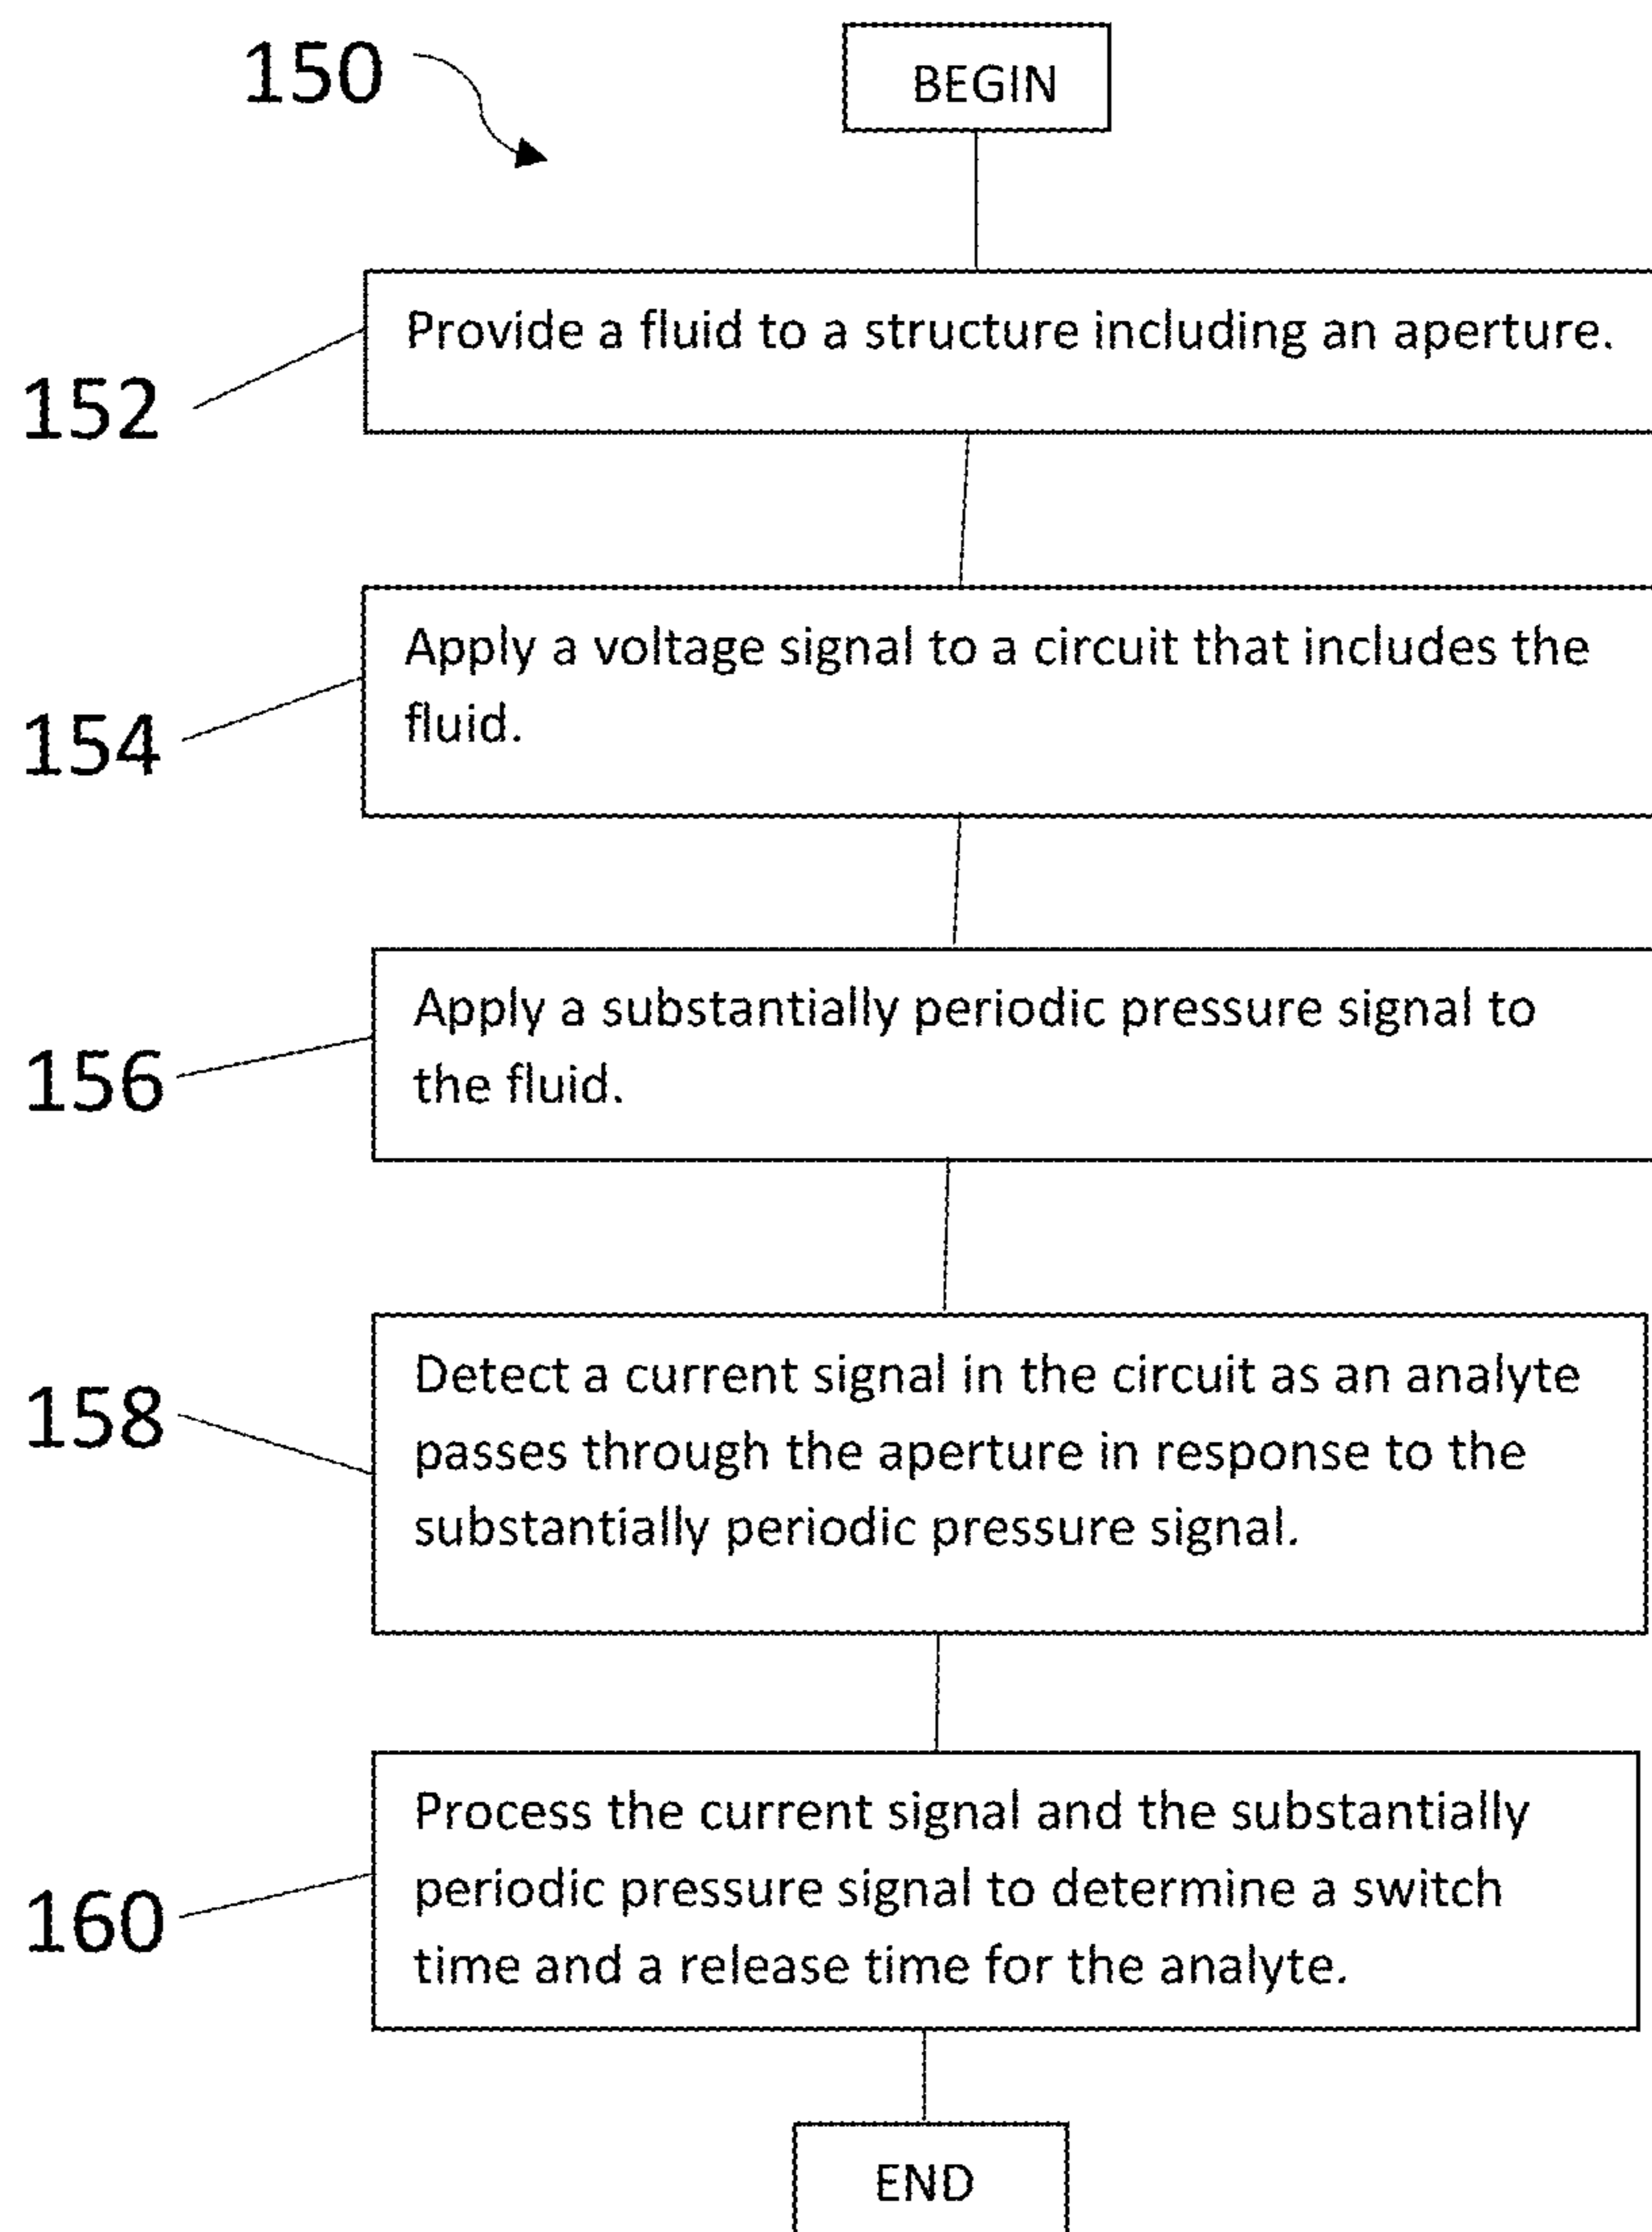 150
BEGIN
Provide a fluid to a structure including an aperture.
152
Apply a voltage signal to a circuit that includes the
fluid.
154
Apply a substantially periodic pressure signal to
the fluid.
156
Detect a current signal in the circuit as an analyte
passes through the aperture in response to the
substantially periodic pressure signal.
158
Process the current signal and the substantially
periodic pressure signal to determine a switch
time and a release time for the analyte.
160
END